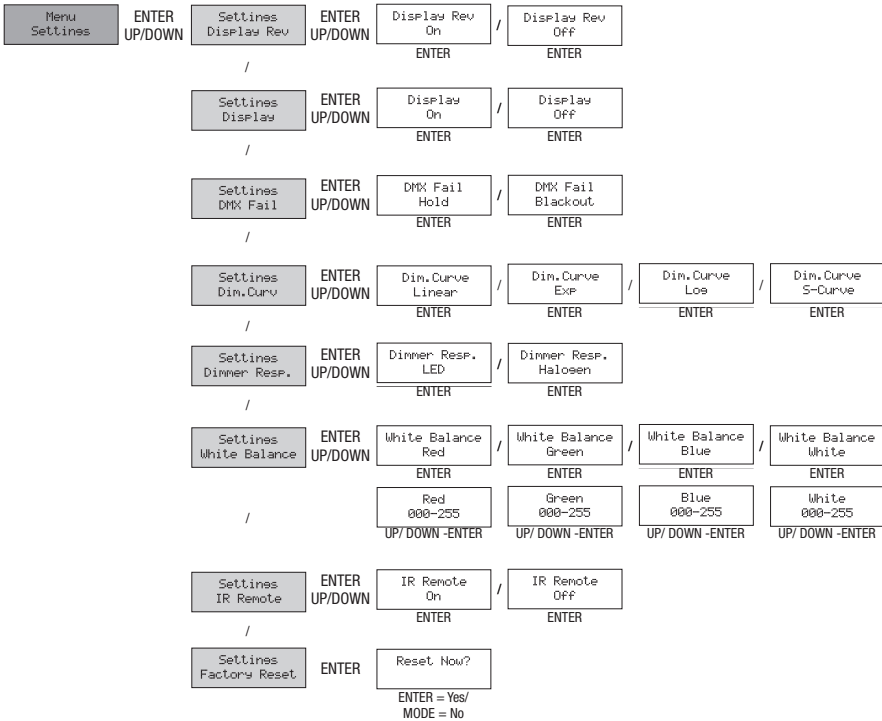 Menu
Settings
ENTER
UP/DOWN
Settings
Display Rev
ENTER
UP/DOWN
Display Rev
On
ENTER
/
Display Rev
Off
ENTER
/
Settings
Display
ENTER
UP/DOWN
Display
On
ENTER
/
Display
Off
ENTER
/
Settings
DMX Fail
ENTER
UP/DOWN
DMX Fail
Hold
ENTER
/
DMX Fail
Blackout
ENTER
/
Settings
Dim.Curv
ENTER
UP/DOWN
Dim.Curve
Linear
ENTER
/
Dim.Curve
Exp
ENTER
/
Dim.Curve
Log
ENTER
/
Dim.Curve
S-Curve
ENTER
/
Settings
Dimmer Resp.
ENTER
UP/DOWN
Dimmer Resp.
LED
ENTER
/
Dimmer Resp.
Halogen
ENTER
/
Settings
White Balance
ENTER
UP/DOWN
White Balance
Red
ENTER
/
White Balance
Green
ENTER
/
White Balance
Blue
ENTER
/
White Balance
White
ENTER
/
Red
000-255
UP/ DOWN -ENTER
Green
000-255
UP/ DOWN -ENTER
Blue
000-255
UP/ DOWN -ENTER
White
000-255
UP/ DOWN -ENTER
Settings
IR Remote
ENTER
UP/DOWN
IR Remote
On
ENTER
/
IR Remote
Off
ENTER
/
Settings
Factory Reset
ENTER
Reset Now?
ENTER = Yes/
MODE = No